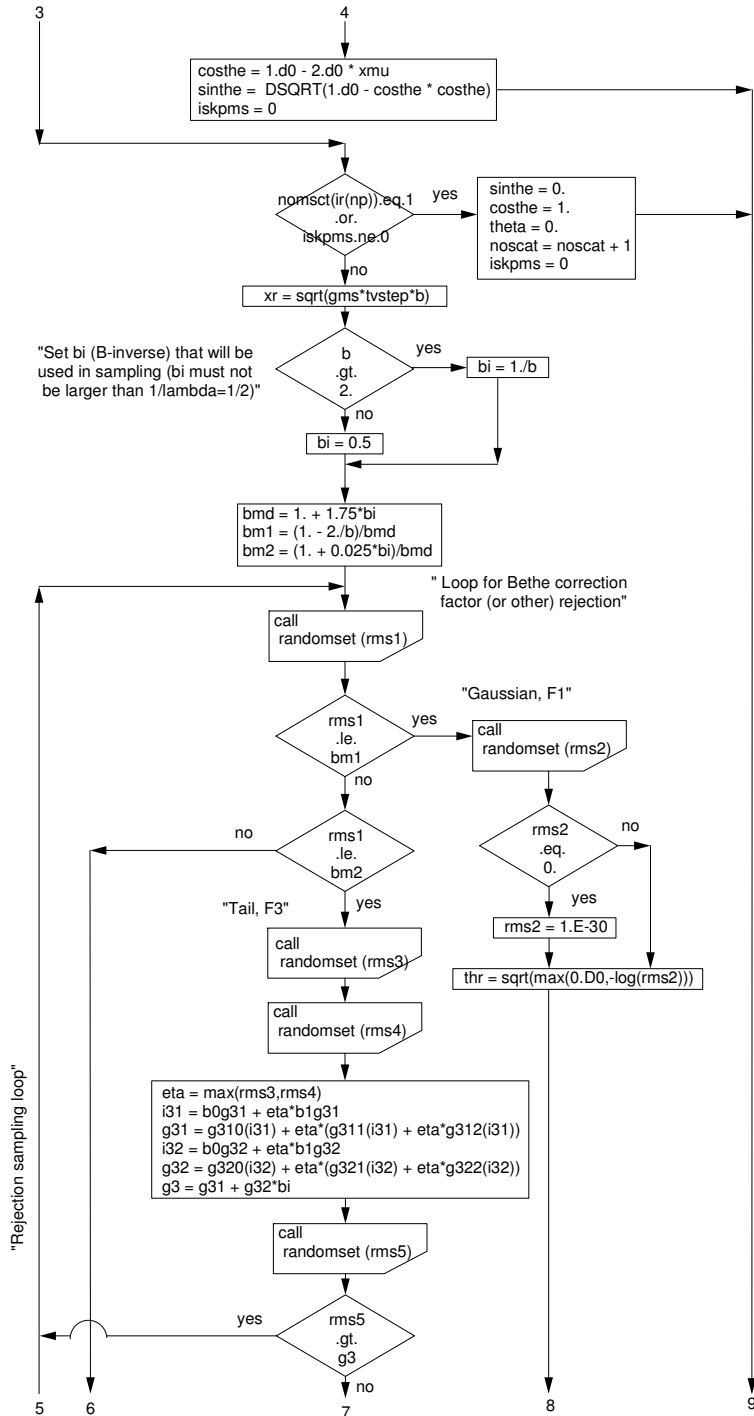 3
4
costhe = 1.d0 - 2.d0 * xmu
sinthe = DSQRT(1.d0 - costhe * costhe)
iskpms = 0
nomsct(ir(np)).eq.1
.or.
iskpms.ne.0
yes
sinthe = 0.
costhe = 1.
theta = 0.
noscat = noscat + 1
iskpms = 0
no
xr = sqrt(gms*tvstep*b)
"Set bi (B-inverse) that will be
used in sampling (bi must not
be larger than 1/lambda=1/2)"
b
.gt.
2.
yes
bi = 1./b
no
bi = 0.5
bmd = 1. + 1.75*bi
bm1 = (1. - 2./b)/bmd
bm2 = (1. + 0.025*bi)/bmd
" Loop for Bethe correction
factor (or other) rejection"
call
randomset (rms1)
"Gaussian, F1"
rms1
.le.
bm1
yes
call
randomset (rms2)
no
rms1
.le.
bm2
no
rms2
.eq.
0.
no
yes
"Tail, F3"
yes
rms2 = 1.E-30
call
randomset (rms3)
thr = sqrt(max(0.D0,-log(rms2)))
call
randomset (rms4)
eta = max(rms3,rms4)
i31 = b0g31 + eta*b1g31
g31 = g310(i31) + eta*(g311(i31) + eta*g312(i31))
i32 = b0g32 + eta*b1g32
g32 = g320(i32) + eta*(g321(i32) + eta*g322(i32))
g3 = g31 + g32*bi
"Rejection sampling loop"
call
randomset (rms5)
yes
rms5
.gt.
g3
no
5
6
7
8
9